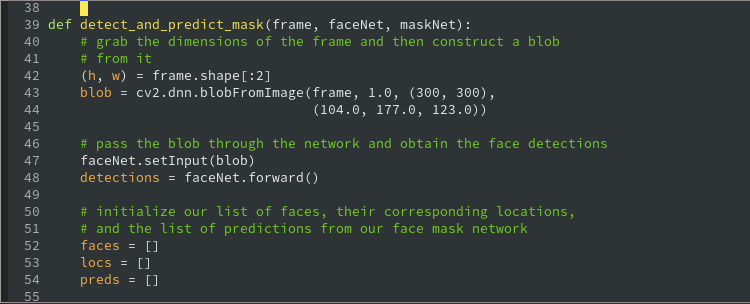 38
39 def detect_and_predict_mask(frame, faceNet, maskNet):
40     # grab the dimensions of the frame and then construct a blob
41     # from it
42     (h, w) = frame.shape[:2]
43     blob = cv2.dnn.blobFromImage(frame, 1.0, (300, 300),
44                                  (104.0, 177.0, 123.0))
45
46     # pass the blob through the network and obtain the face detections
47     faceNet.setInput(blob)
48     detections = faceNet.forward()
49
50     # initialize our list of faces, their corresponding locations,
51     # and the list of predictions from our face mask network
52     faces = []
53     locs = []
54     preds = []
55